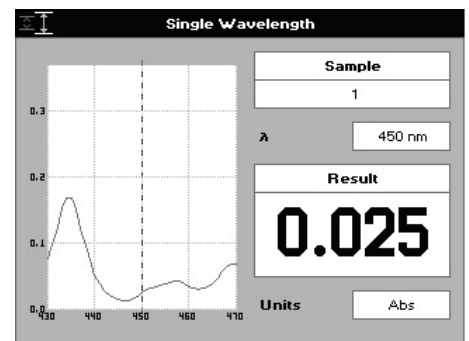 Single Wavelength
Sample
1
λ 450 nm
Result
0.025
Units Abs
0.3
0.2
0.1
0.0
430 440 450 460 470